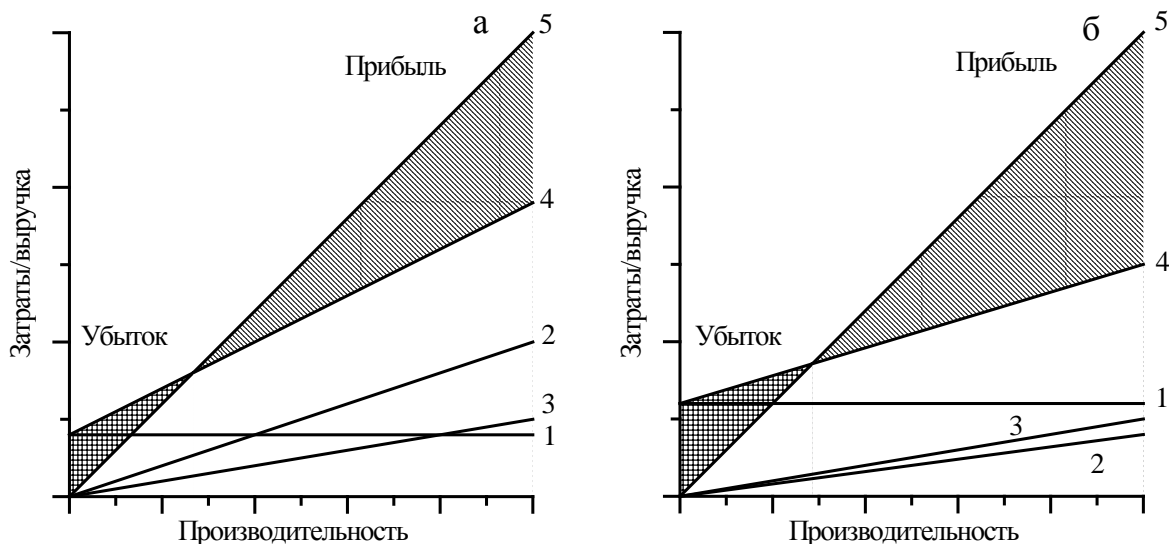 а
5
Прибыль
4
Затраты/выручка
Убыток
2
3
1
Производительность
б
5
Прибыль
4
Затраты/выручка
Убыток
1
3
2
Производительность